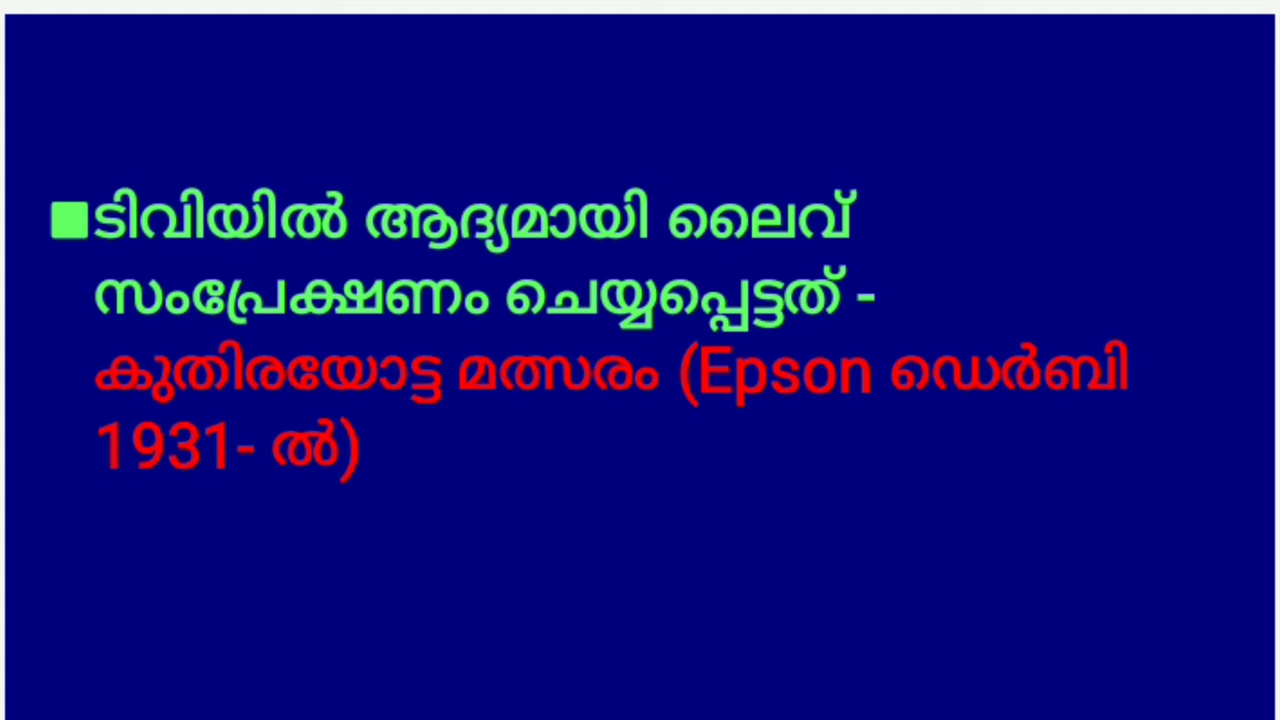 ■ടിവിയിൽ ആദ്യമായി ലൈവ്
സംപ്രേക്ഷണം ചെയ്യപ്പെട്ടത് -
കുതിരയോട്ട മത്സരം (Epson ഡെർബി
1931- ൽ)